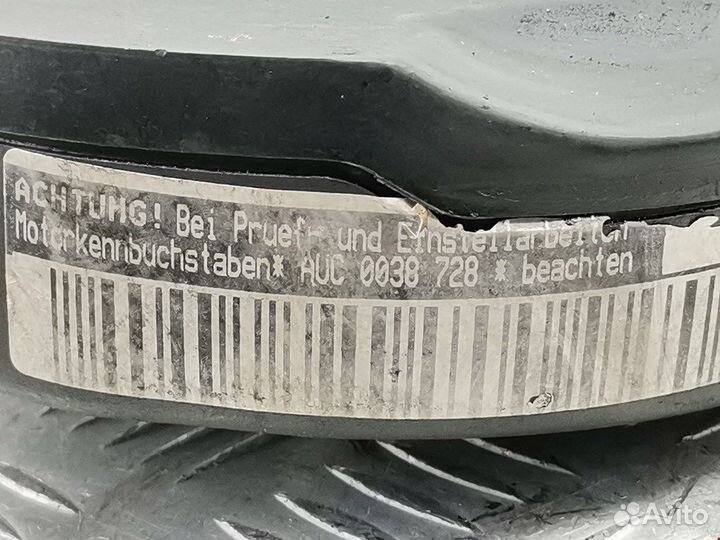 ACHTUNG! Bei Pruef- und Einstellarbeiten
Motorkennbuchstaben* AUC 0038 728 * beachten
Avito